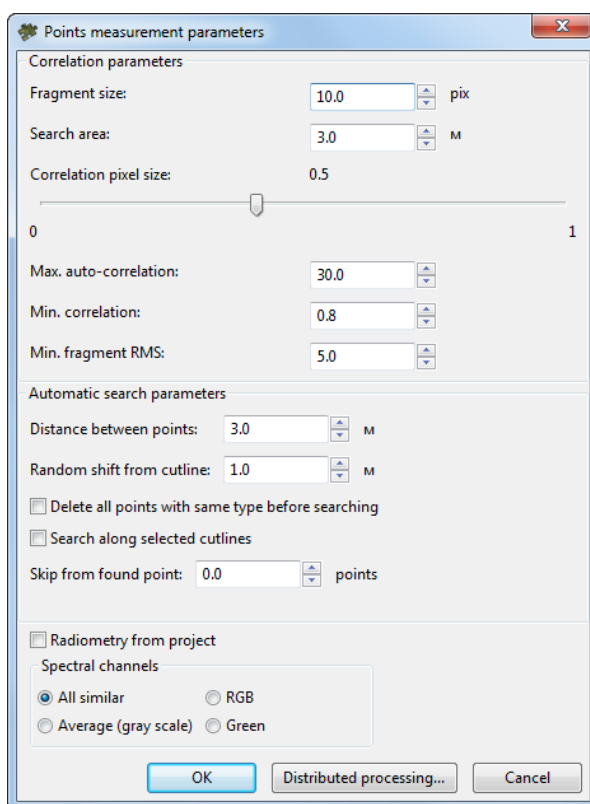 Points measurement parameters
Correlation parameters
Fragment size: 10.0 pix
Search area: 3.0 м
Correlation pixel size: 0.5
0 1
Max. auto-correlation: 30.0
Min. correlation: 0.8
Min. fragment RMS: 5.0
Automatic search parameters
Distance between points: 3.0 м
Random shift from cutline: 1.0 м
Delete all points with same type before searching
Search along selected cutlines
Skip from found point: 0.0 points
Radiometry from project
Spectral channels
All similar RGB
Average (gray scale) Green
OK Distributed processing... Cancel